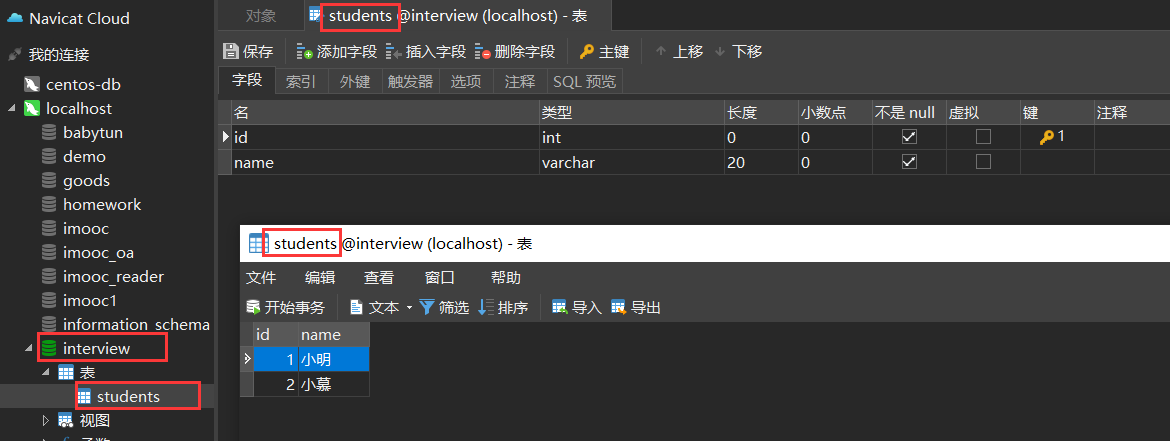 Navicat Cloud
我的连接
centos-db
localhost
babytun
demo
goods
homework
imooc
imooc_oa
imooc_reader
imooc1
information_schema
interview
表
students
视图
对象
students @interview (localhost) - 表
保存 添加字段 插入字段 删除字段 主键 上移 下移
字段 索引 外键 触发器 选项 注释 SQL 预览
名 类型 长度 小数点 不是 null 虚拟 键 注释
id int 0 0 1
name varchar 20 0
students @interview (localhost) - 表
文件 编辑 查看 窗口 帮助
开始事务 文本 筛选 排序 导入 导出
id name
1 小明
2 小慕